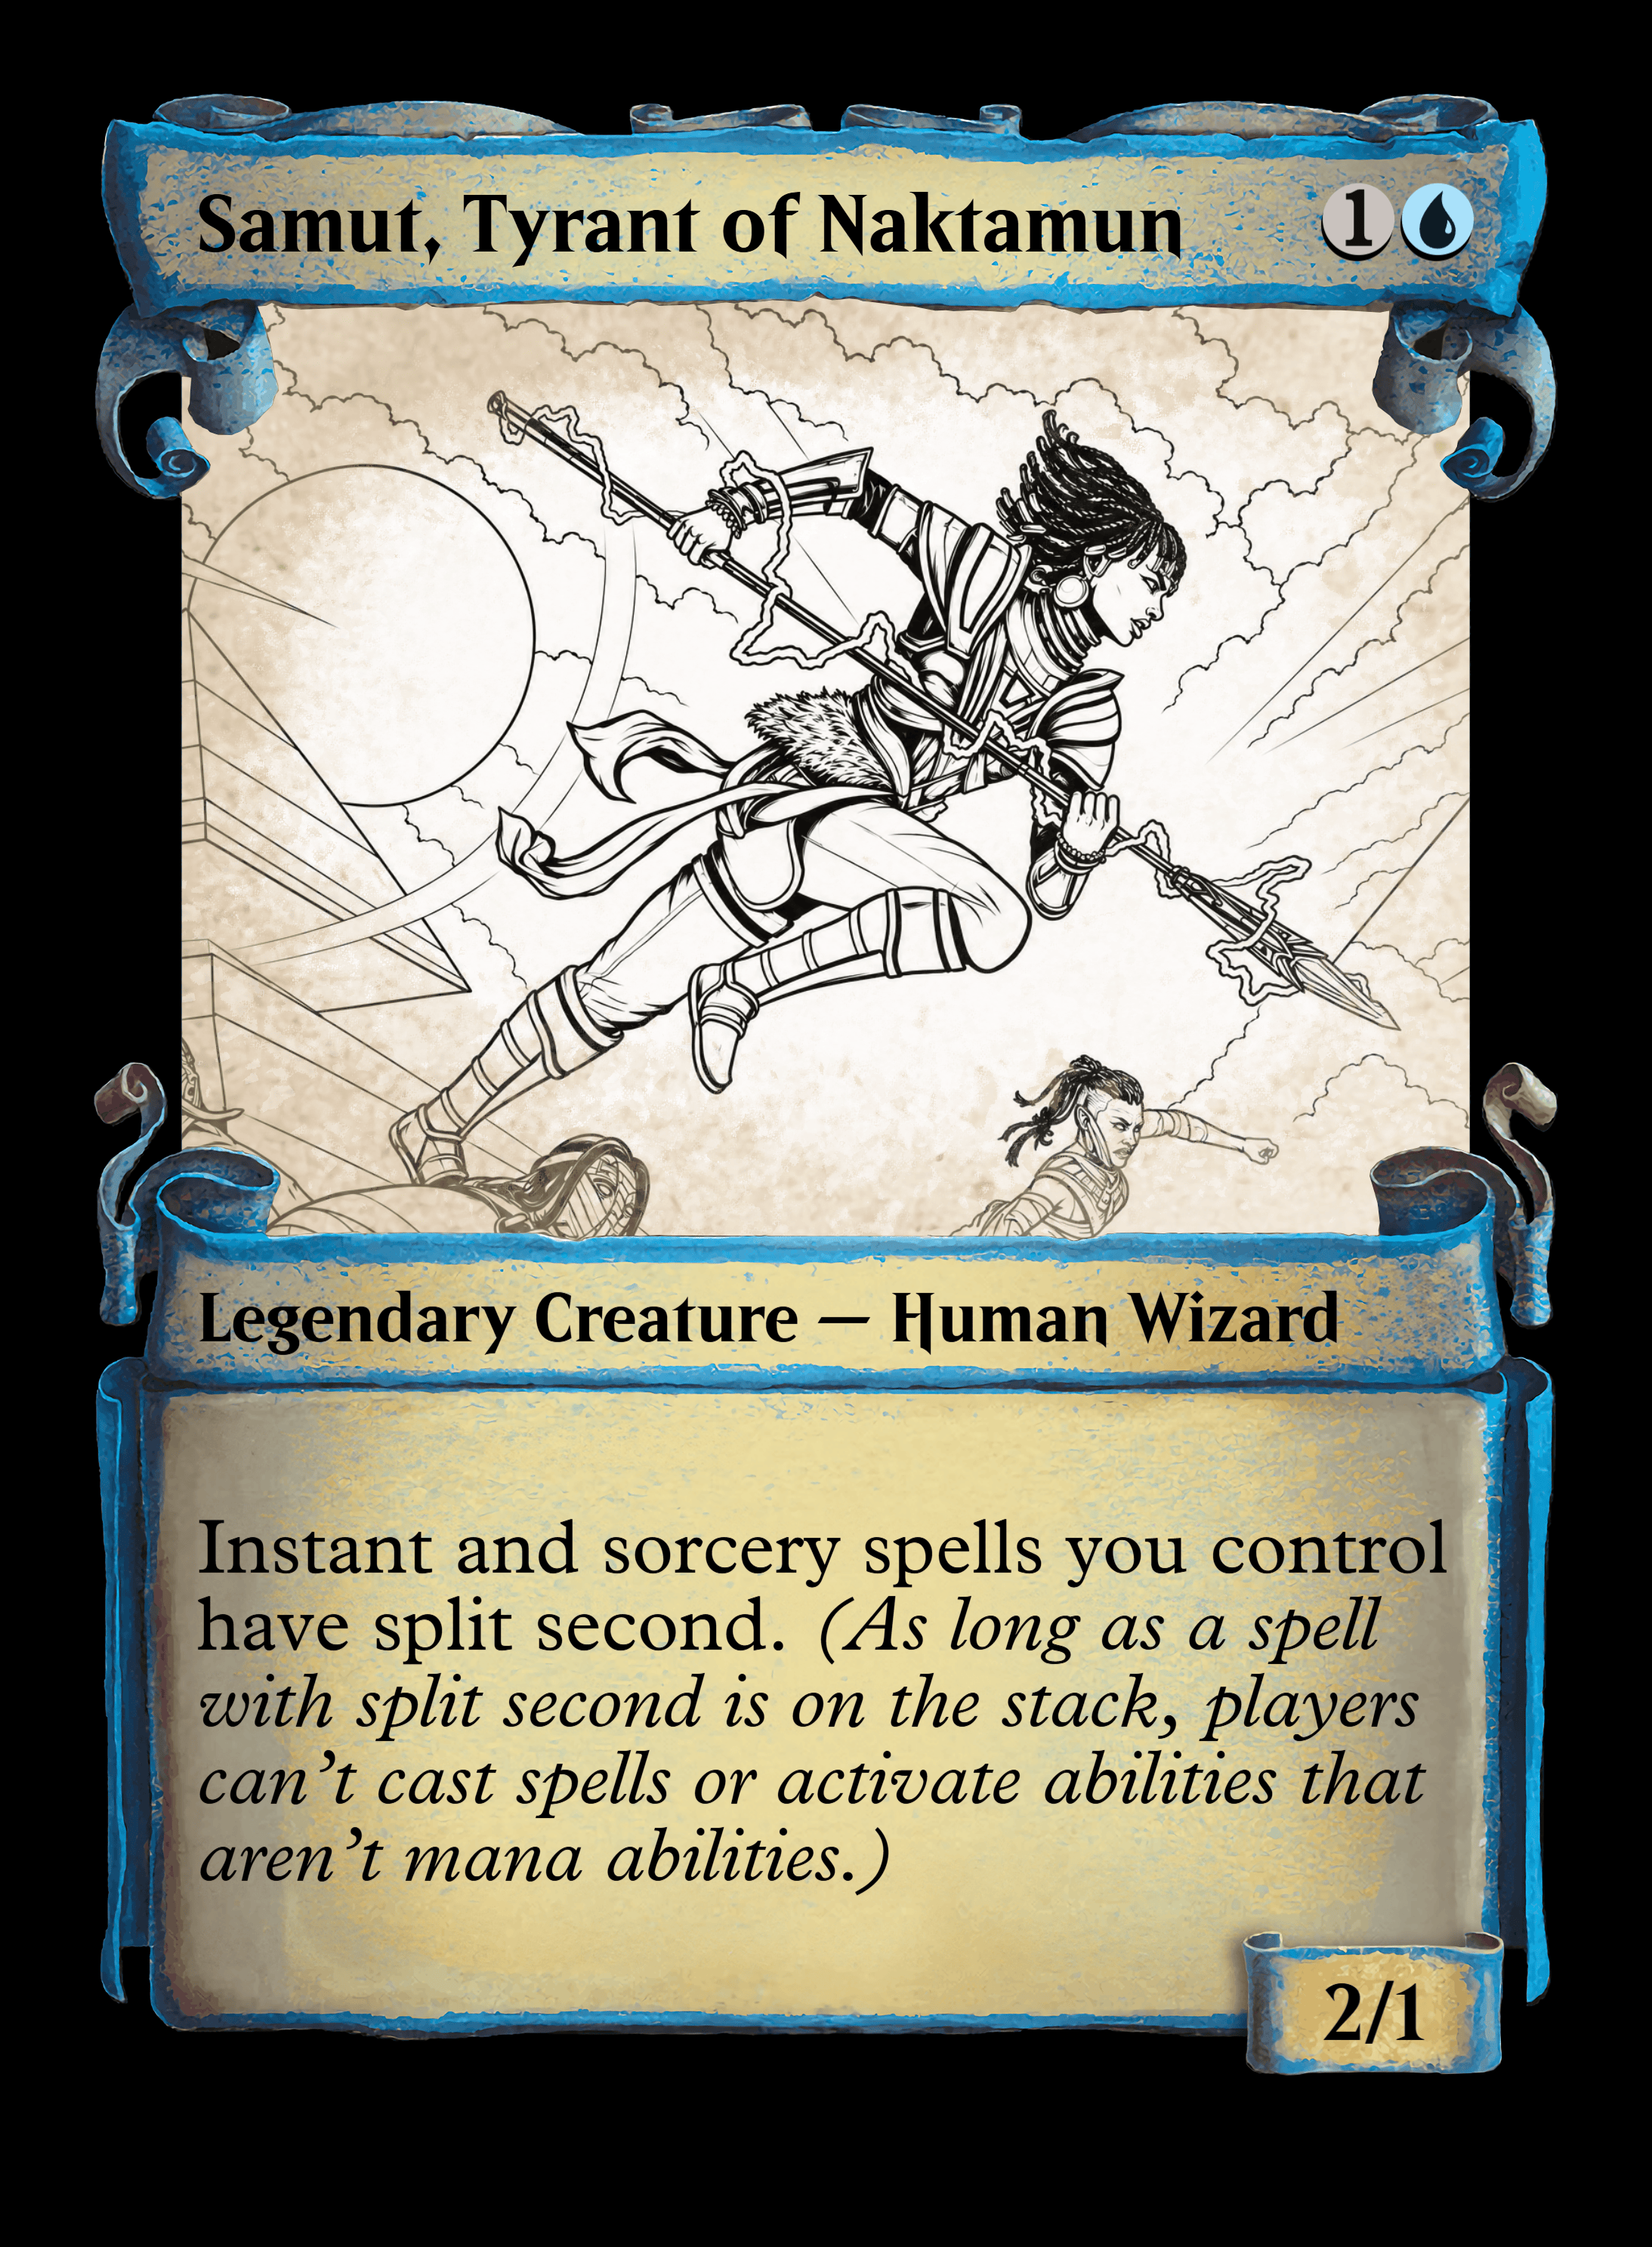 Samut, Tyrant of Naktamun 1
Legendary Creature — Human Wizard
Instant and sorcery spells you control
have split second. (As long as a spell
with split second is on the stack, players
can’t cast spells or activate abilities that
aren’t mana abilities.)
2/1